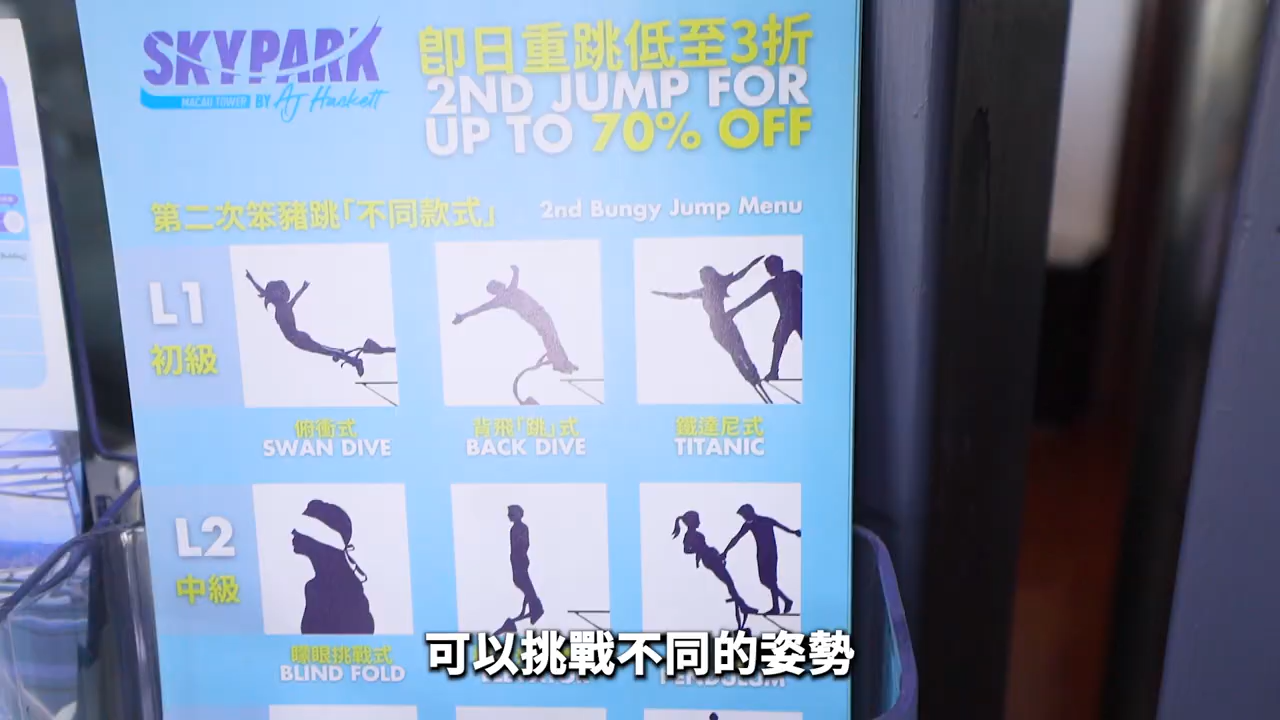 SKYPARK
MACAU TOWER BY AJ Hackett
即日重跳低至3折
2ND JUMP FOR
UP TO 70% OFF
第二次笨豬跳「不同款式」 2nd Bungy Jump Menu
L1
初級
俯衝式
SWAN DIVE
背飛「跳」式
BACK DIVE
鐵達尼式
TITANIC
L2
中級
矇眼挑戰式
BLIND FOLD
PENDULUM
可以挑戰不同的姿勢